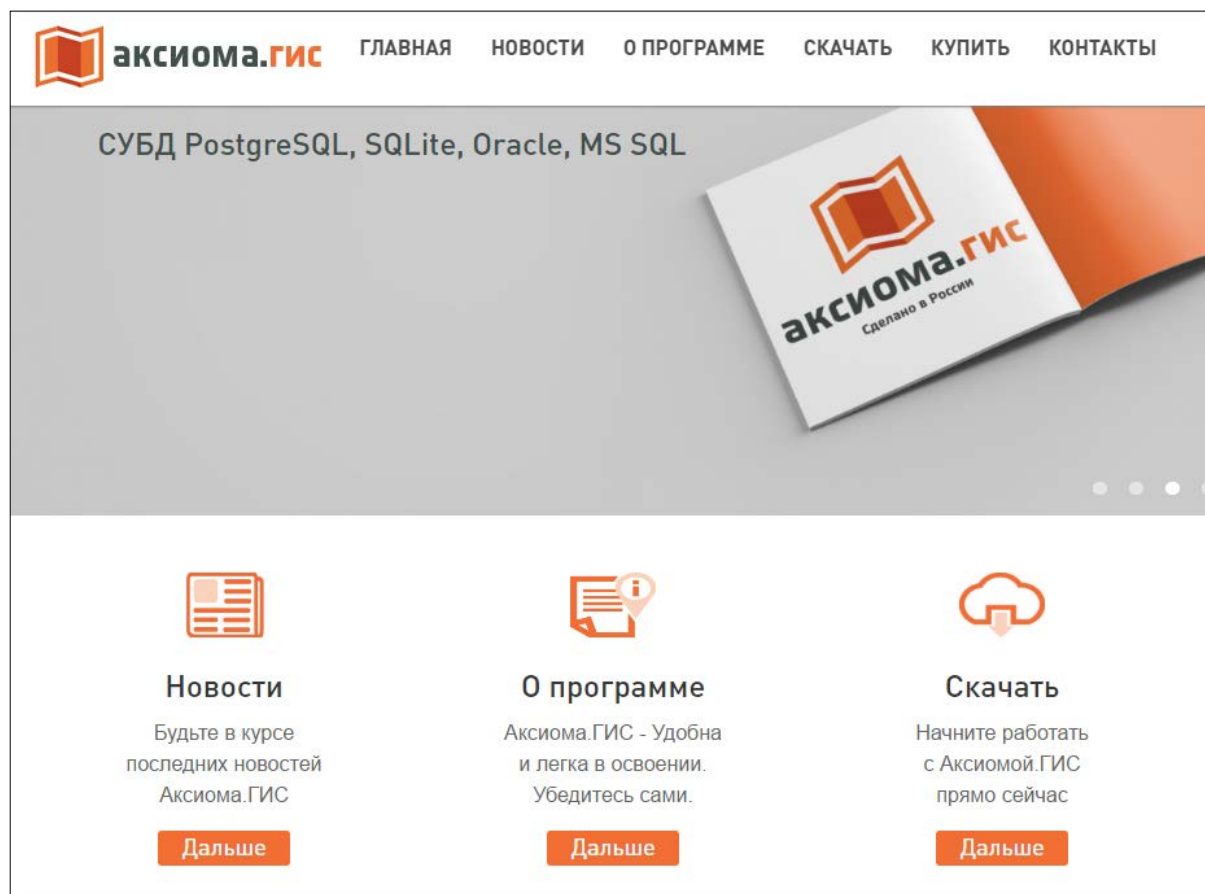 аксиома.гис
ГЛАВНАЯ НОВОСТИ О ПРОГРАММЕ СКАЧАТЬ КУПИТЬ КОНТАКТЫ
СУБД PostgreSQL, SQLite, Oracle, MS SQL
аксиома.гис
Сделано в России
Новости
Будьте в курсе
последних новостей
Аксиома.ГИС
Дальше
О программе
Аксиома.ГИС - Удобна
и легка в освоении.
Убедитесь сами.
Дальше
Скачать
Начните работать
с Аксиомой.ГИС
прямо сейчас
Дальше